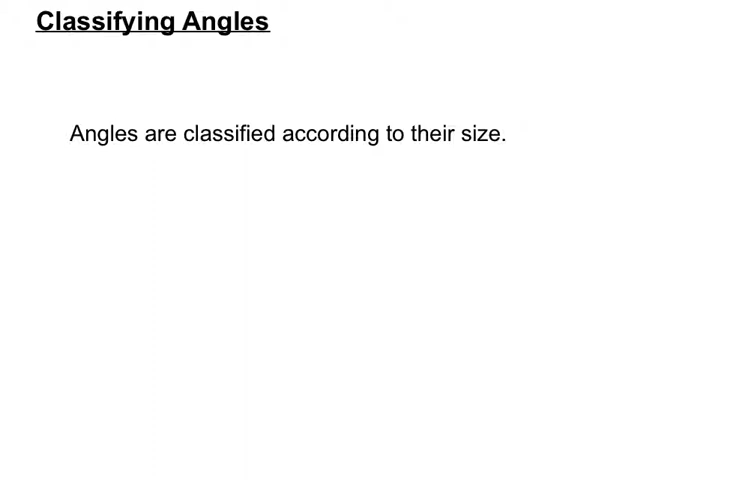 Classifying Angles
Angles are classified according to their size.